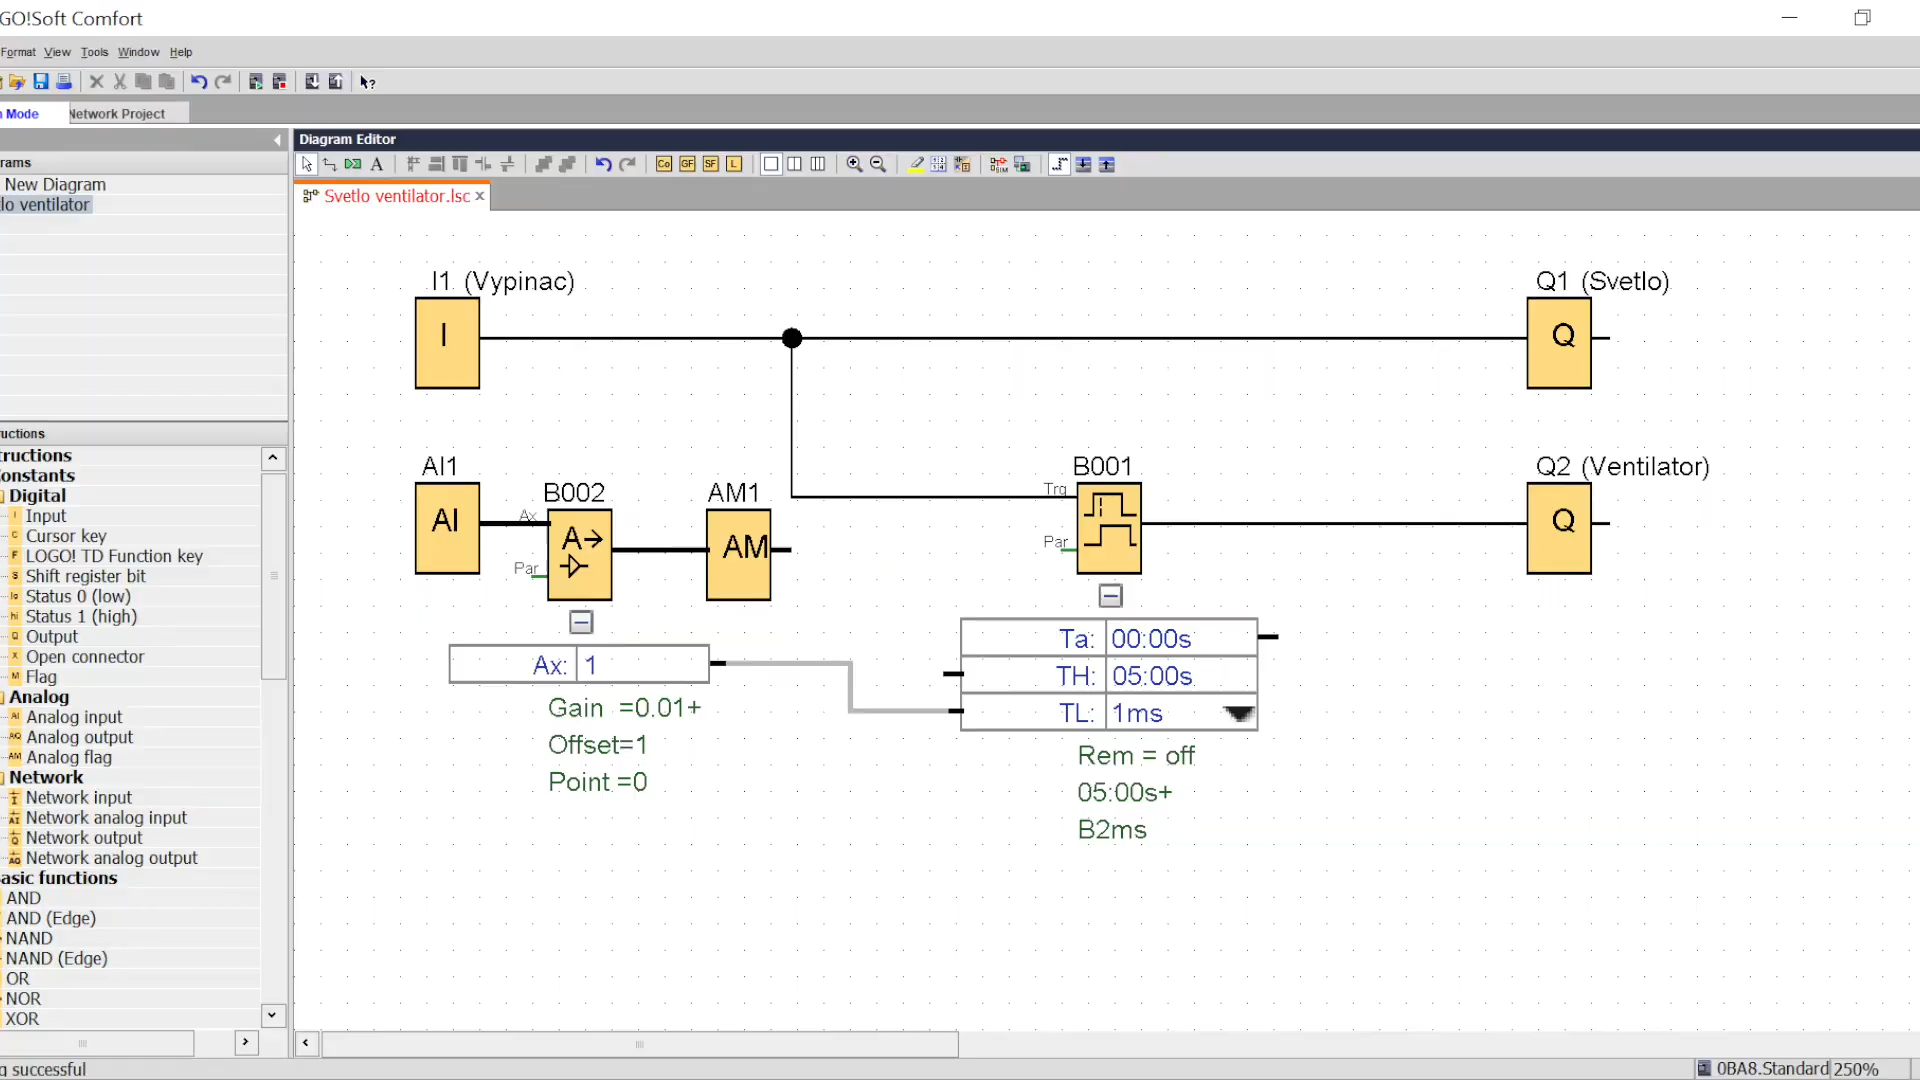 GO!Soft Comfort
Format View Tools Window Help
Mode Network Project
Diagram Editor
rams
New Diagram
lo ventilator
Co GF SF L
Svetlo ventilator.lsc
I1 (Vypinac)
I
Q1 (Svetlo)
Q
AI1
AI
B002
Ax
Par
A
AM1
AM
B001
Trg
Par
Q2 (Ventilator)
Q
Ax: 1
Gain =0.01+
Offset=1
Point =0
Ta: 00:00s
TH: 05:00s
TL: 1ms
Rem = off
05:00s+
B2ms
uctions
tructions
onstants
Digital
Input
Cursor key
LOGO! TD Function key
Shift register bit
Status 0 (low)
Status 1 (high)
Output
Open connector
Flag
Analog
Analog input
Analog output
Analog flag
Network
Network input
Network analog input
Network output
Network analog output
asic functions
AND
AND (Edge)
NAND
NAND (Edge)
OR
NOR
XOR
g successful
0BA8.Standard 250%